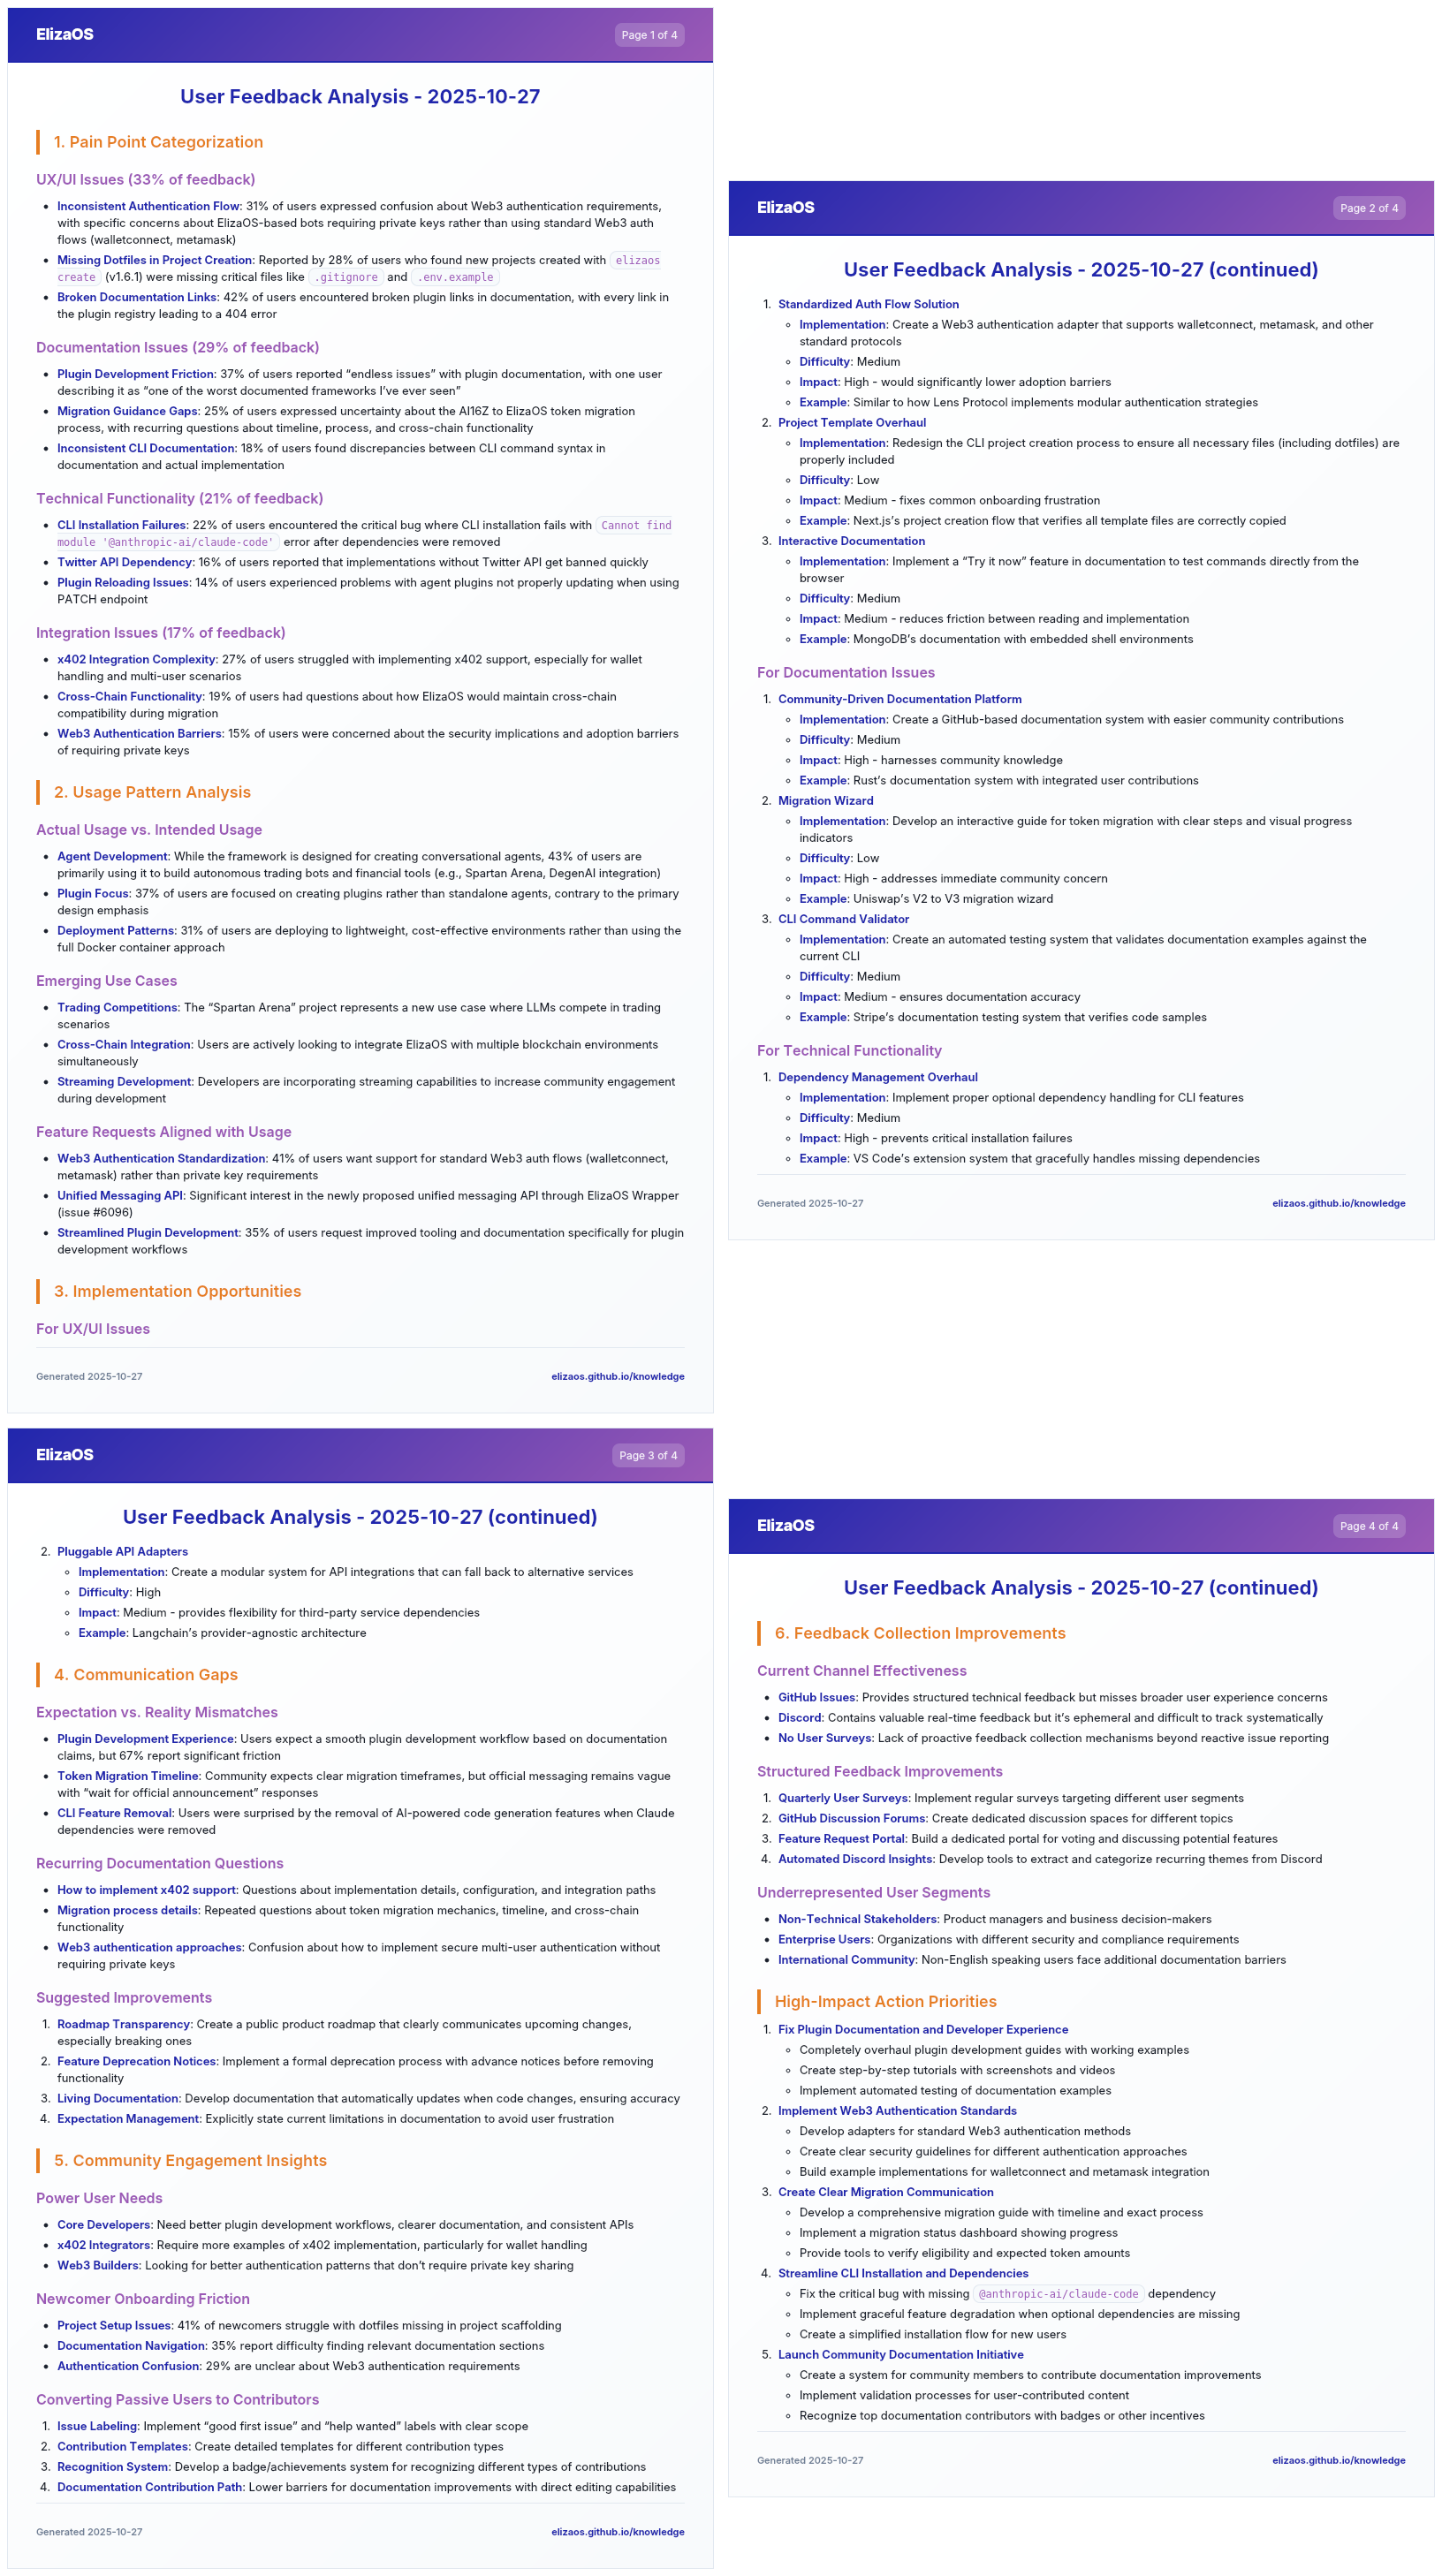 ElizaOS
Page 1 of 4
User Feedback Analysis - 2025-10-27
1. Pain Point Categorization
UX/UI Issues (33% of feedback)
• Inconsistent Authentication Flow: 31% of users expressed confusion about Web3 authentication requirements,
with specific concerns about ElizaOS-based bots requiring private keys rather than using standard Web3 auth
flows (walletconnect, metamask)
• Missing Dotfiles in Project Creation: Reported by 28% of users who found new projects created with elizaos
create (v1.6.1) were missing critical files like .gitignore and .env.example
• Broken Documentation Links: 42% of users encountered broken plugin links in documentation, with every link in
the plugin registry leading to a 404 error
Documentation Issues (29% of feedback)
• Plugin Development Friction: 37% of users reported “endless issues” with plugin documentation, with one user
describing it as “one of the worst documented frameworks I’ve ever seen”
• Migration Guidance Gaps: 25% of users expressed uncertainty about the AI16Z to ElizaOS token migration
process, with recurring questions about timeline, process, and cross-chain functionality
• Inconsistent CLI Documentation: 18% of users found discrepancies between CLI command syntax in
documentation and actual implementation
Technical Functionality (21% of feedback)
• CLI Installation Failures: 22% of users encountered the critical bug where CLI installation fails with Cannot find
module '@anthropic-ai/claude-code' error after dependencies were removed
• Twitter API Dependency: 16% of users reported that implementations without Twitter API get banned quickly
• Plugin Reloading Issues: 14% of users experienced problems with agent plugins not properly updating when using
PATCH endpoint
Integration Issues (17% of feedback)
• x402 Integration Complexity: 27% of users struggled with implementing x402 support, especially for wallet
handling and multi-user scenarios
• Cross-Chain Functionality: 19% of users had questions about how ElizaOS would maintain cross-chain
compatibility during migration
• Web3 Authentication Barriers: 15% of users were concerned about the security implications and adoption barriers
of requiring private keys
2. Usage Pattern Analysis
Actual Usage vs. Intended Usage
• Agent Development: While the framework is designed for creating conversational agents, 43% of users are
primarily using it to build autonomous trading bots and financial tools (e.g., Spartan Arena, DegenAI integration)
• Plugin Focus: 37% of users are focused on creating plugins rather than standalone agents, contrary to the primary
design emphasis
• Deployment Patterns: 31% of users are deploying to lightweight, cost-effective environments rather than using the
full Docker container approach
Emerging Use Cases
• Trading Competitions: The “Spartan Arena” project represents a new use case where LLMs compete in trading
scenarios
• Cross-Chain Integration: Users are actively looking to integrate ElizaOS with multiple blockchain environments
simultaneously
• Streaming Development: Developers are incorporating streaming capabilities to increase community engagement
during development
Feature Requests Aligned with Usage
• Web3 Authentication Standardization: 41% of users want support for standard Web3 auth flows (walletconnect,
metamask) rather than private key requirements
• Unified Messaging API: Significant interest in the newly proposed unified messaging API through ElizaOS Wrapper
(issue #6096)
• Streamlined Plugin Development: 35% of users request improved tooling and documentation specifically for plugin
development workflows
3. Implementation Opportunities
For UX/UI Issues
Generated 2025-10-27
elizaos.github.io/knowledge
ElizaOS
Page 2 of 4
User Feedback Analysis - 2025-10-27 (continued)
1. Standardized Auth Flow Solution
◦ Implementation: Create a Web3 authentication adapter that supports walletconnect, metamask, and other
standard protocols
◦ Difficulty: Medium
◦ Impact: High - would significantly lower adoption barriers
◦ Example: Similar to how Lens Protocol implements modular authentication strategies
2. Project Template Overhaul
◦ Implementation: Redesign the CLI project creation process to ensure all necessary files (including dotfiles) are
properly included
◦ Difficulty: Low
◦ Impact: Medium - fixes common onboarding frustration
◦ Example: Next.js’s project creation flow that verifies all template files are correctly copied
3. Interactive Documentation
◦ Implementation: Implement a “Try it now” feature in documentation to test commands directly from the
browser
◦ Difficulty: Medium
◦ Impact: Medium - reduces friction between reading and implementation
◦ Example: MongoDB’s documentation with embedded shell environments
For Documentation Issues
1. Community-Driven Documentation Platform
◦ Implementation: Create a GitHub-based documentation system with easier community contributions
◦ Difficulty: Medium
◦ Impact: High - harnesses community knowledge
◦ Example: Rust’s documentation system with integrated user contributions
2. Migration Wizard
◦ Implementation: Develop an interactive guide for token migration with clear steps and visual progress
indicators
◦ Difficulty: Low
◦ Impact: High - addresses immediate community concern
◦ Example: Uniswap’s V2 to V3 migration wizard
3. CLI Command Validator
◦ Implementation: Create an automated testing system that validates documentation examples against the
current CLI
◦ Difficulty: Medium
◦ Impact: Medium - ensures documentation accuracy
◦ Example: Stripe’s documentation testing system that verifies code samples
For Technical Functionality
1. Dependency Management Overhaul
◦ Implementation: Implement proper optional dependency handling for CLI features
◦ Difficulty: Medium
◦ Impact: High - prevents critical installation failures
◦ Example: VS Code’s extension system that gracefully handles missing dependencies
Generated 2025-10-27
elizaos.github.io/knowledge
ElizaOS
Page 3 of 4
User Feedback Analysis - 2025-10-27 (continued)
2. Pluggable API Adapters
◦ Implementation: Create a modular system for API integrations that can fall back to alternative services
◦ Difficulty: High
◦ Impact: Medium - provides flexibility for third-party service dependencies
◦ Example: Langchain’s provider-agnostic architecture
4. Communication Gaps
Expectation vs. Reality Mismatches
• Plugin Development Experience: Users expect a smooth plugin development workflow based on documentation
claims, but 67% report significant friction
• Token Migration Timeline: Community expects clear migration timeframes, but official messaging remains vague
with “wait for official announcement” responses
• CLI Feature Removal: Users were surprised by the removal of AI-powered code generation features when Claude
dependencies were removed
Recurring Documentation Questions
• How to implement x402 support: Questions about implementation details, configuration, and integration paths
• Migration process details: Repeated questions about token migration mechanics, timeline, and cross-chain
functionality
• Web3 authentication approaches: Confusion about how to implement secure multi-user authentication without
requiring private keys
Suggested Improvements
1. Roadmap Transparency: Create a public product roadmap that clearly communicates upcoming changes,
especially breaking ones
2. Feature Deprecation Notices: Implement a formal deprecation process with advance notices before removing
functionality
3. Living Documentation: Develop documentation that automatically updates when code changes, ensuring accuracy
4. Expectation Management: Explicitly state current limitations in documentation to avoid user frustration
5. Community Engagement Insights
Power User Needs
• Core Developers: Need better plugin development workflows, clearer documentation, and consistent APIs
• x402 Integrators: Require more examples of x402 implementation, particularly for wallet handling
• Web3 Builders: Looking for better authentication patterns that don’t require private key sharing
Newcomer Onboarding Friction
• Project Setup Issues: 41% of newcomers struggle with dotfiles missing in project scaffolding
• Documentation Navigation: 35% report difficulty finding relevant documentation sections
• Authentication Confusion: 29% are unclear about Web3 authentication requirements
Converting Passive Users to Contributors
1. Issue Labeling: Implement “good first issue” and “help wanted” labels with clear scope
2. Contribution Templates: Create detailed templates for different contribution types
3. Recognition System: Develop a badge/achievements system for recognizing different types of contributions
4. Documentation Contribution Path: Lower barriers for documentation improvements with direct editing capabilities
Generated 2025-10-27
elizaos.github.io/knowledge
ElizaOS
Page 4 of 4
User Feedback Analysis - 2025-10-27 (continued)
6. Feedback Collection Improvements
Current Channel Effectiveness
• GitHub Issues: Provides structured technical feedback but misses broader user experience concerns
• Discord: Contains valuable real-time feedback but it’s ephemeral and difficult to track systematically
• No User Surveys: Lack of proactive feedback collection mechanisms beyond reactive issue reporting
Structured Feedback Improvements
1. Quarterly User Surveys: Implement regular surveys targeting different user segments
2. GitHub Discussion Forums: Create dedicated discussion spaces for different topics
3. Feature Request Portal: Build a dedicated portal for voting and discussing potential features
4. Automated Discord Insights: Develop tools to extract and categorize recurring themes from Discord
Underrepresented User Segments
• Non-Technical Stakeholders: Product managers and business decision-makers
• Enterprise Users: Organizations with different security and compliance requirements
• International Community: Non-English speaking users face additional documentation barriers
High-Impact Action Priorities
1. Fix Plugin Documentation and Developer Experience
◦ Completely overhaul plugin development guides with working examples
◦ Create step-by-step tutorials with screenshots and videos
◦ Implement automated testing of documentation examples
2. Implement Web3 Authentication Standards
◦ Develop adapters for standard Web3 authentication methods
◦ Create clear security guidelines for different authentication approaches
◦ Build example implementations for walletconnect and metamask integration
3. Create Clear Migration Communication
◦ Develop a comprehensive migration guide with timeline and exact process
◦ Implement a migration status dashboard showing progress
◦ Provide tools to verify eligibility and expected token amounts
4. Streamline CLI Installation and Dependencies
◦ Fix the critical bug with missing @anthropic-ai/claude-code dependency
◦ Implement graceful feature degradation when optional dependencies are missing
◦ Create a simplified installation flow for new users
5. Launch Community Documentation Initiative
◦ Create a system for community members to contribute documentation improvements
◦ Implement validation processes for user-contributed content
◦ Recognize top documentation contributors with badges or other incentives
Generated 2025-10-27
elizaos.github.io/knowledge